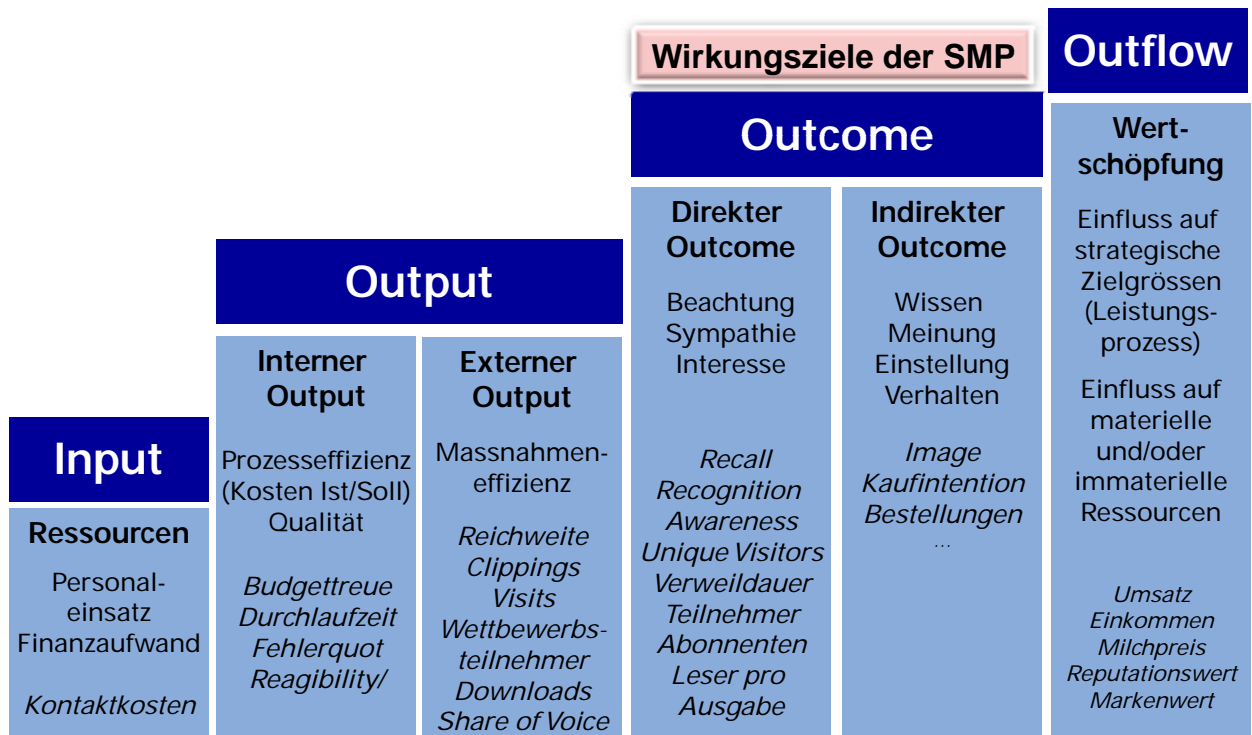 Wirkungsziele der SMP
Outflow
Outcome
Output
Input
Ressourcen
Personal-
einsatz
Finanzaufwand
Kontaktkosten
Interner
Output
Prozesseffizienz
(Kosten Ist/Soll)
Qualität
Budgettreue
Durchlaufzeit
Fehlerquot
Reagibility/
Externer
Output
Massnahmen-
effizienz
Reichweite
Clippings
Visits
Wettbewerbs-
teilnehmer
Downloads
Share of Voice
Direkter
Outcome
Beachtung
Sympathie
Interesse
Recall
Recognition
Awareness
Unique Visitors
Verweildauer
Teilnehmer
Abonnenten
Leser pro
Ausgabe
Indirekter
Outcome
Wissen
Meinung
Einstellung
Verhalten
Image
Kaufintention
Bestellungen
...
Wert-
schöpfung
Einfluss auf
strategische
Zielgrössen
(Leistungs-
prozess)
Einfluss auf
materielle
und/oder
immaterielle
Ressourcen
Umsatz
Einkommen
Milchpreis
Reputationswert
Markenwert